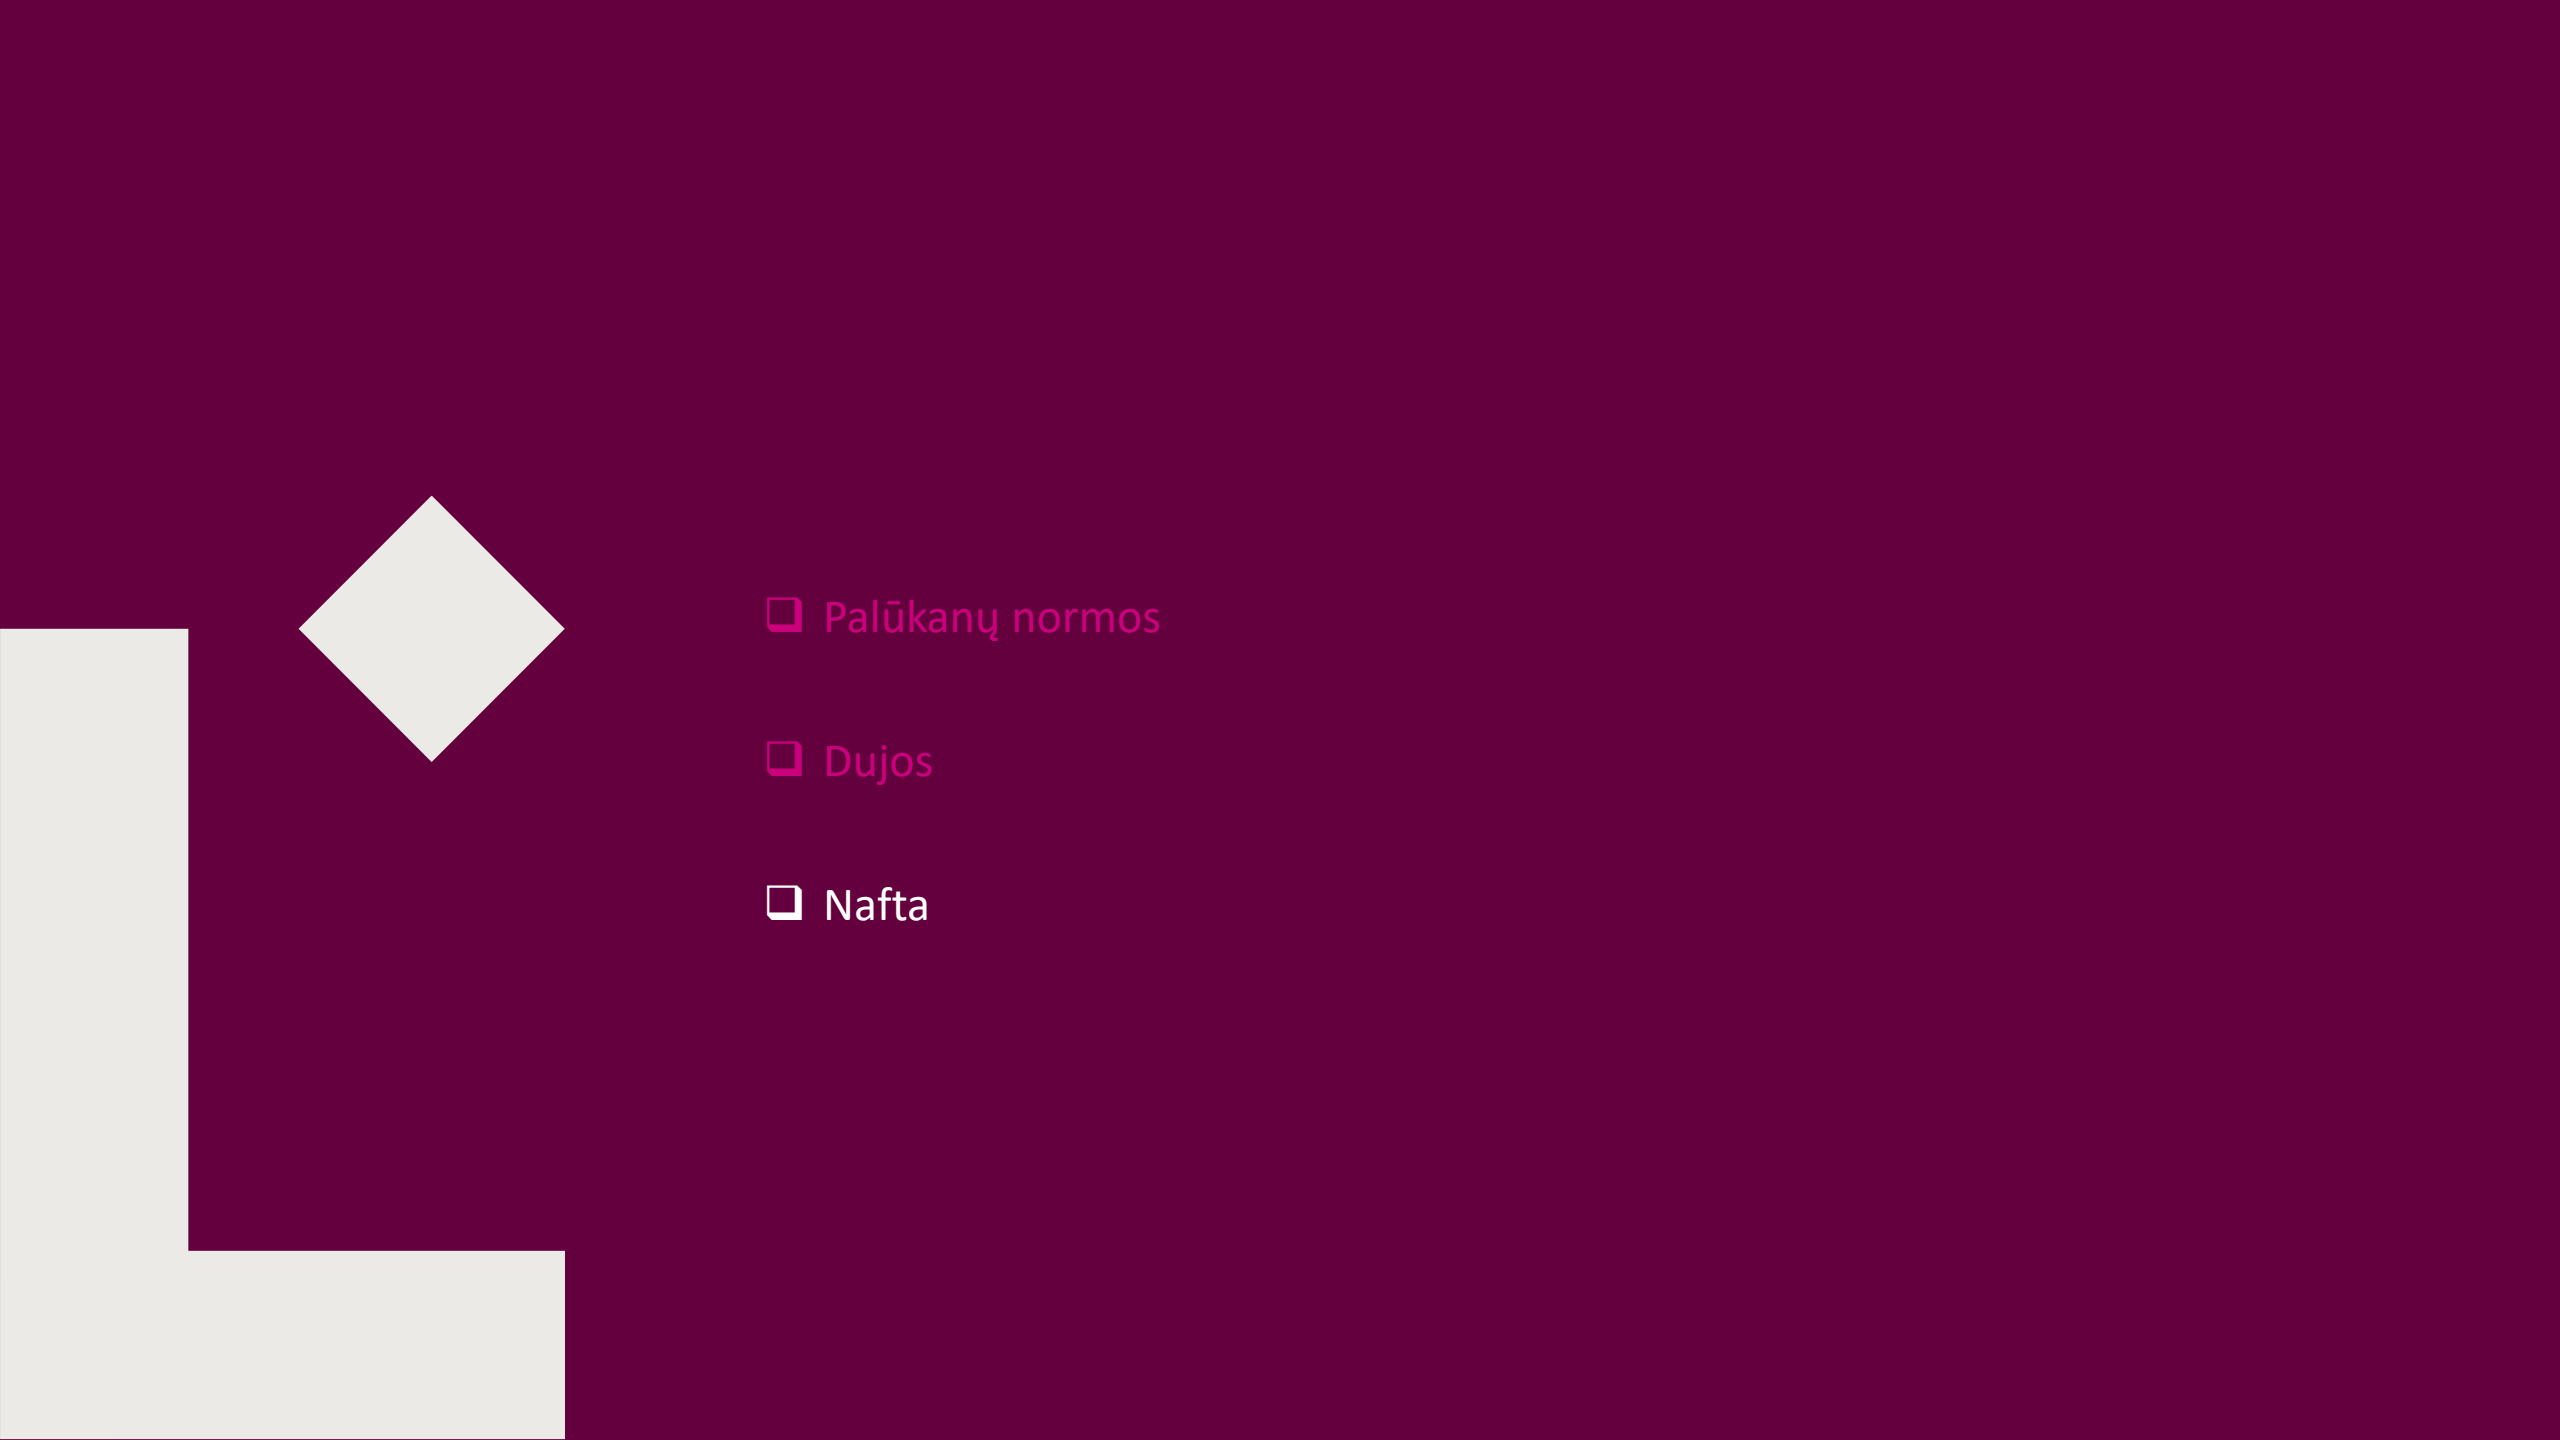 ❑ Palūkanų normos
❑ Dujos
❑ Nafta